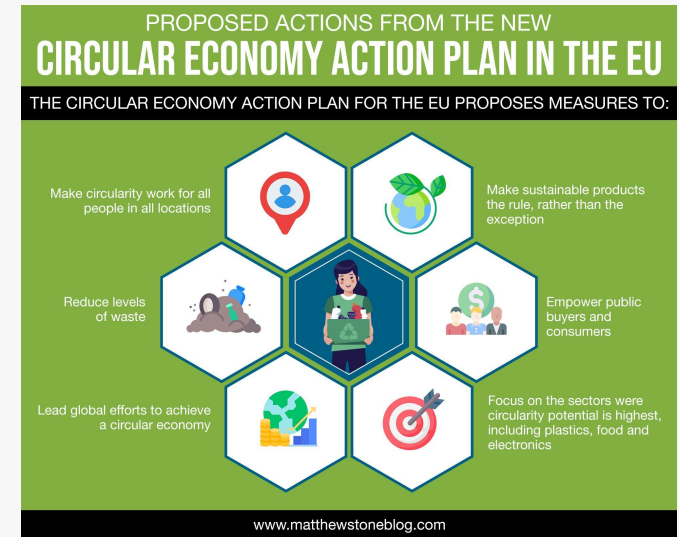 PROPOSED ACTIONS FROM THE NEW
CIRCULAR ECONOMY ACTION PLAN IN THE EU
THE CIRCULAR ECONOMY ACTION PLAN FOR THE EU PROPOSES MEASURES TO:
Make circularity work for all
people in all locations
Make sustainable products
the rule, rather than the
exception
Reduce levels
of waste
Empower public
buyers and
consumers
Lead global efforts to achieve
a circular economy
Focus on the sectors were
circularity potential is highest,
including plastics, food and
electronics
www.matthewstoneblog.com